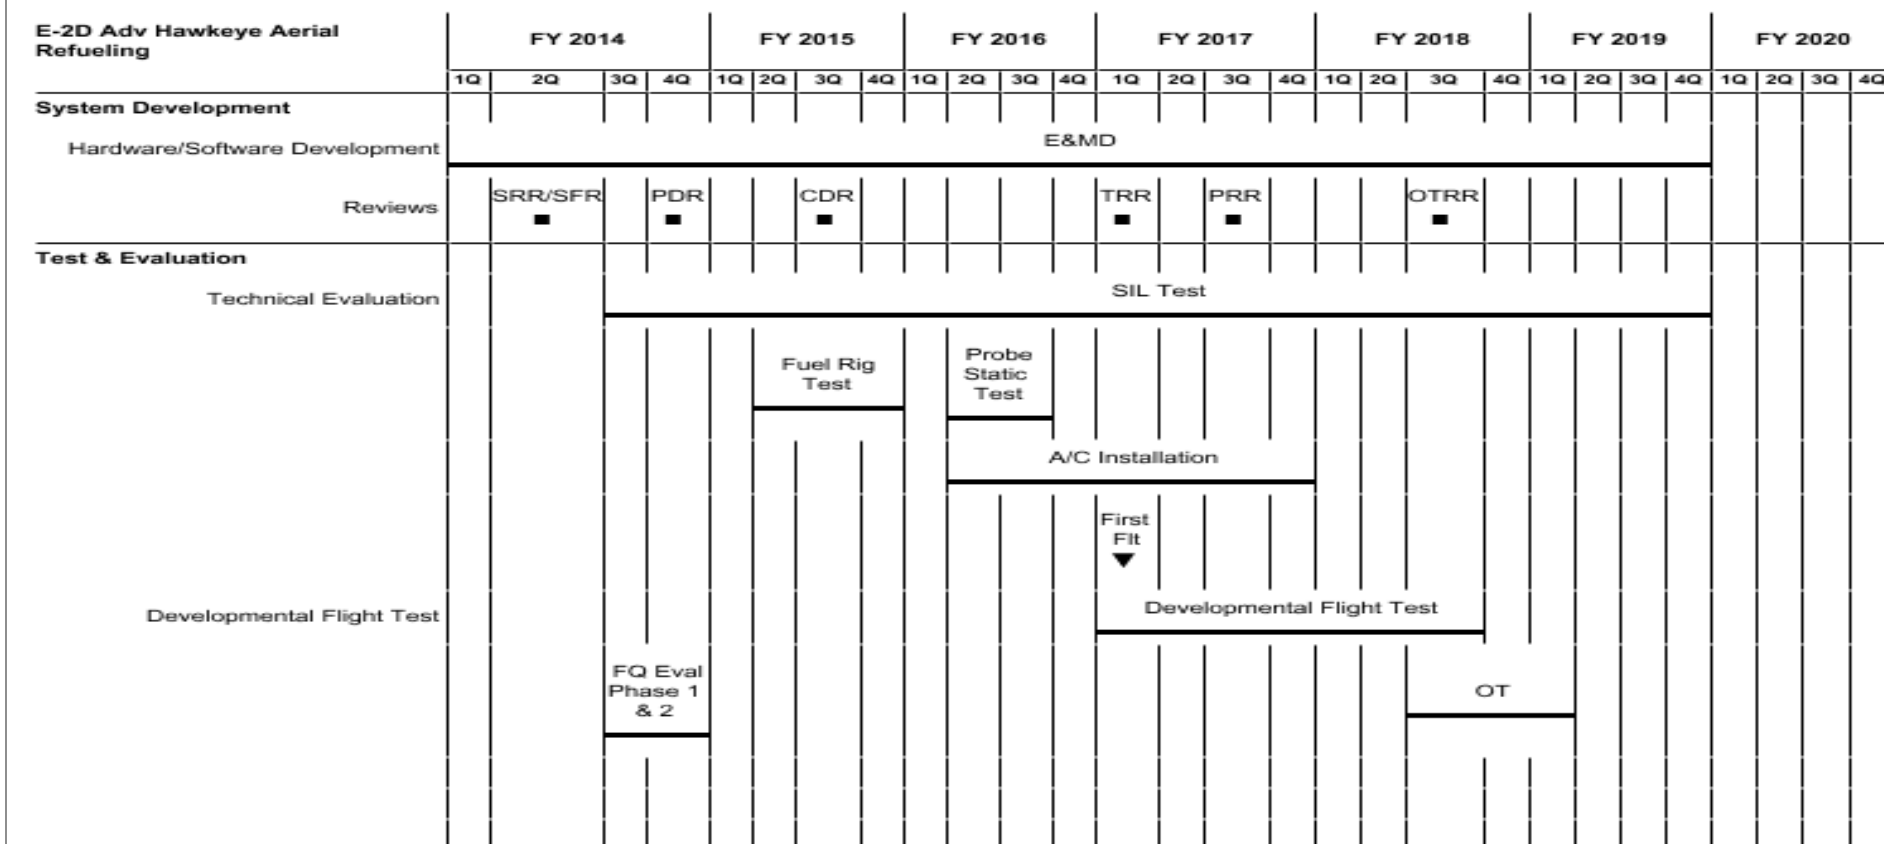 E-2D Adv Hawkeye Aerial
Refueling
FY 2014 FY 2015 FY 2016 FY 2017 FY 2018 FY 2019 FY 2020
1Q 2Q 3Q 4Q 1Q 2Q 3Q 4Q 1Q 2Q 3Q 4Q 1Q 2Q 3Q 4Q 1Q 2Q 3Q 4Q 1Q 2Q 3Q 4Q 1Q 2Q 3Q 4Q
System Development
Hardware/Software Development
E&MD
Reviews
SRR/SFR PDR CDR TRR PRR OTRR
Test & Evaluation
Technical Evaluation
SIL Test
Fuel Rig
Test
Probe
Static
Test
A/C Installation
First
Flt
Developmental Flight Test
Developmental Flight Test
FQ Eval
Phase 1
& 2
OT